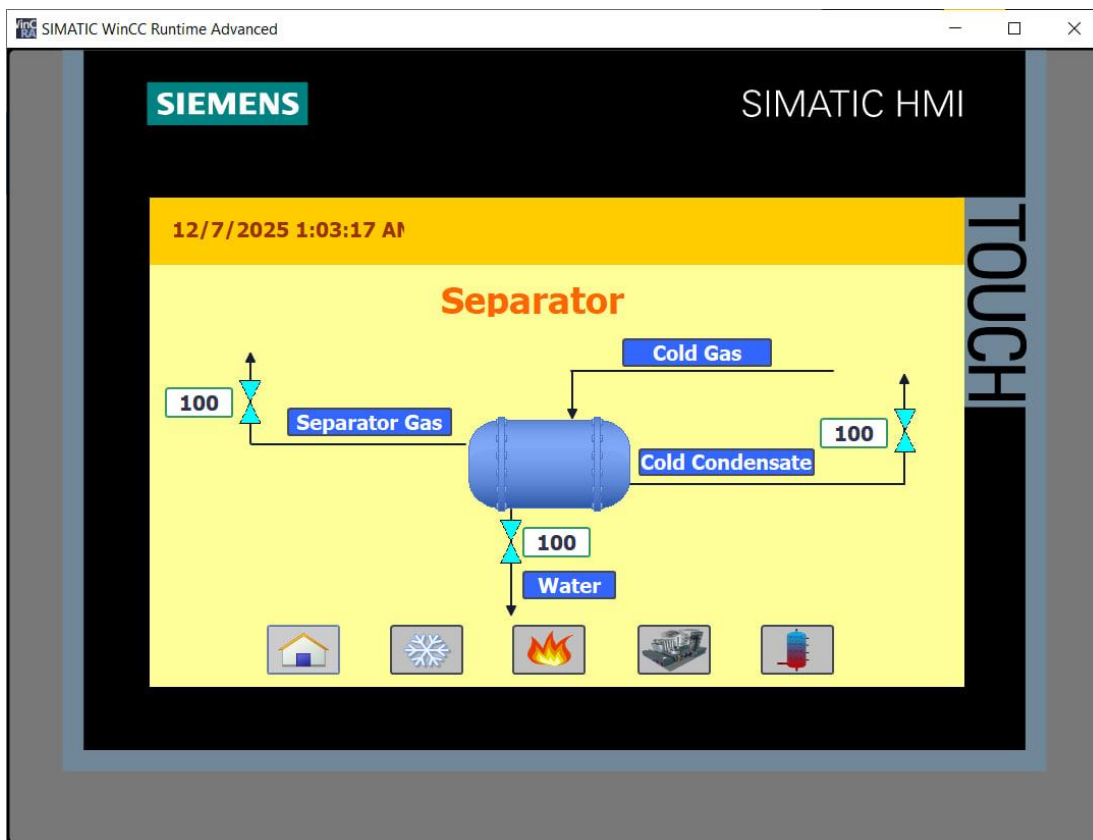 SIMATIC WinCC Runtime Advanced
SIEMENS
SIMATIC HMI
TOUCH
12/7/2025 1:03:17 AM
Separator
Cold Gas
100
Separator Gas
100
Cold Condensate
100
Water